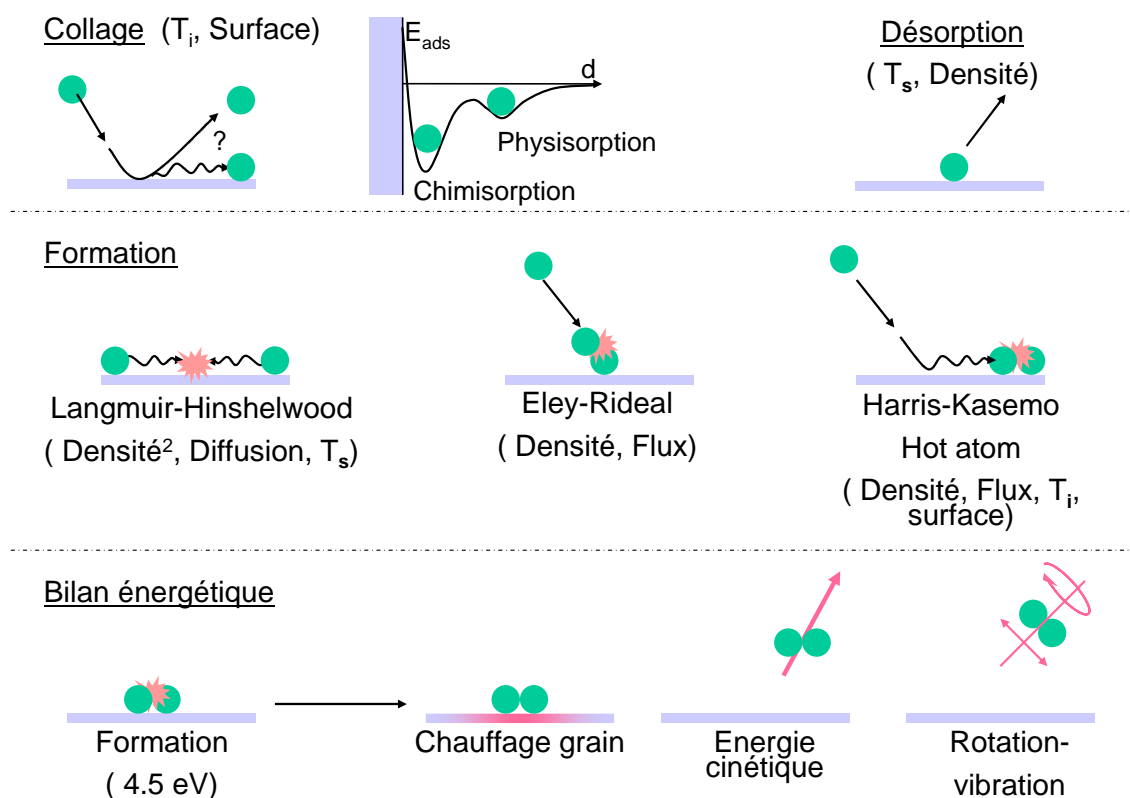 Collage (Ti, Surface)
Eads
d
?
Physisorption
Chimisorption
Désorption
( Ts, Densité)
Formation
Langmuir-Hinshelwood
( Densité², Diffusion, Ts)
Eley-Rideal
( Densité, Flux)
Harris-Kasemo
Hot atom
( Densité, Flux, Ti,
surface)
Bilan énergétique
Formation
( 4.5 eV)
Chauffage grain
Energie
cinétique
Rotation-
vibration